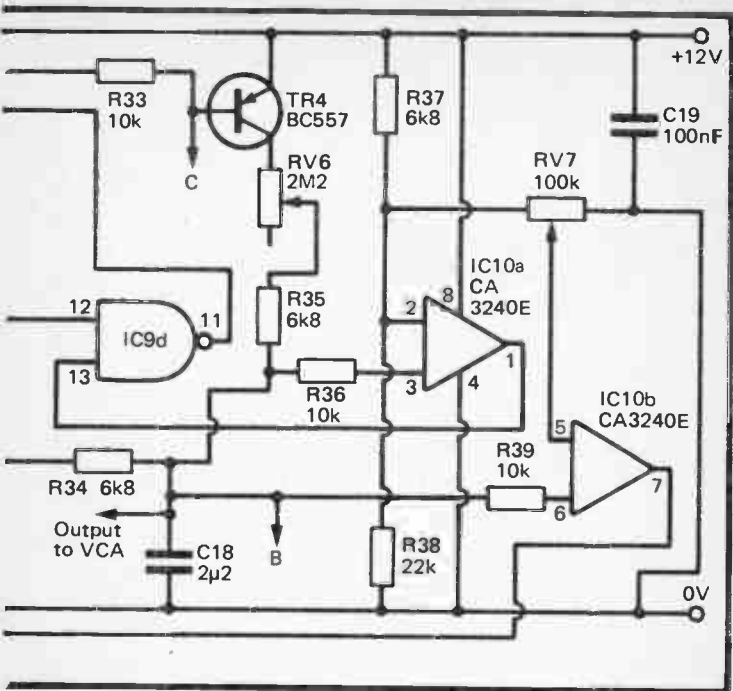 +12V
R33
10k
TR4
BC557
R37
6k8
C19
100nF
C
RV6
2M2
RV7
100k
IC10a
CA
3240E
12
11
R35
6k8
2
8
IC9d
13
R36
10k
3
4
1
IC10b
CA3240E
5
R39
10k
7
R34 6k8
6
Output
to VCA
B
R38
22k
C18
2µ2
0V